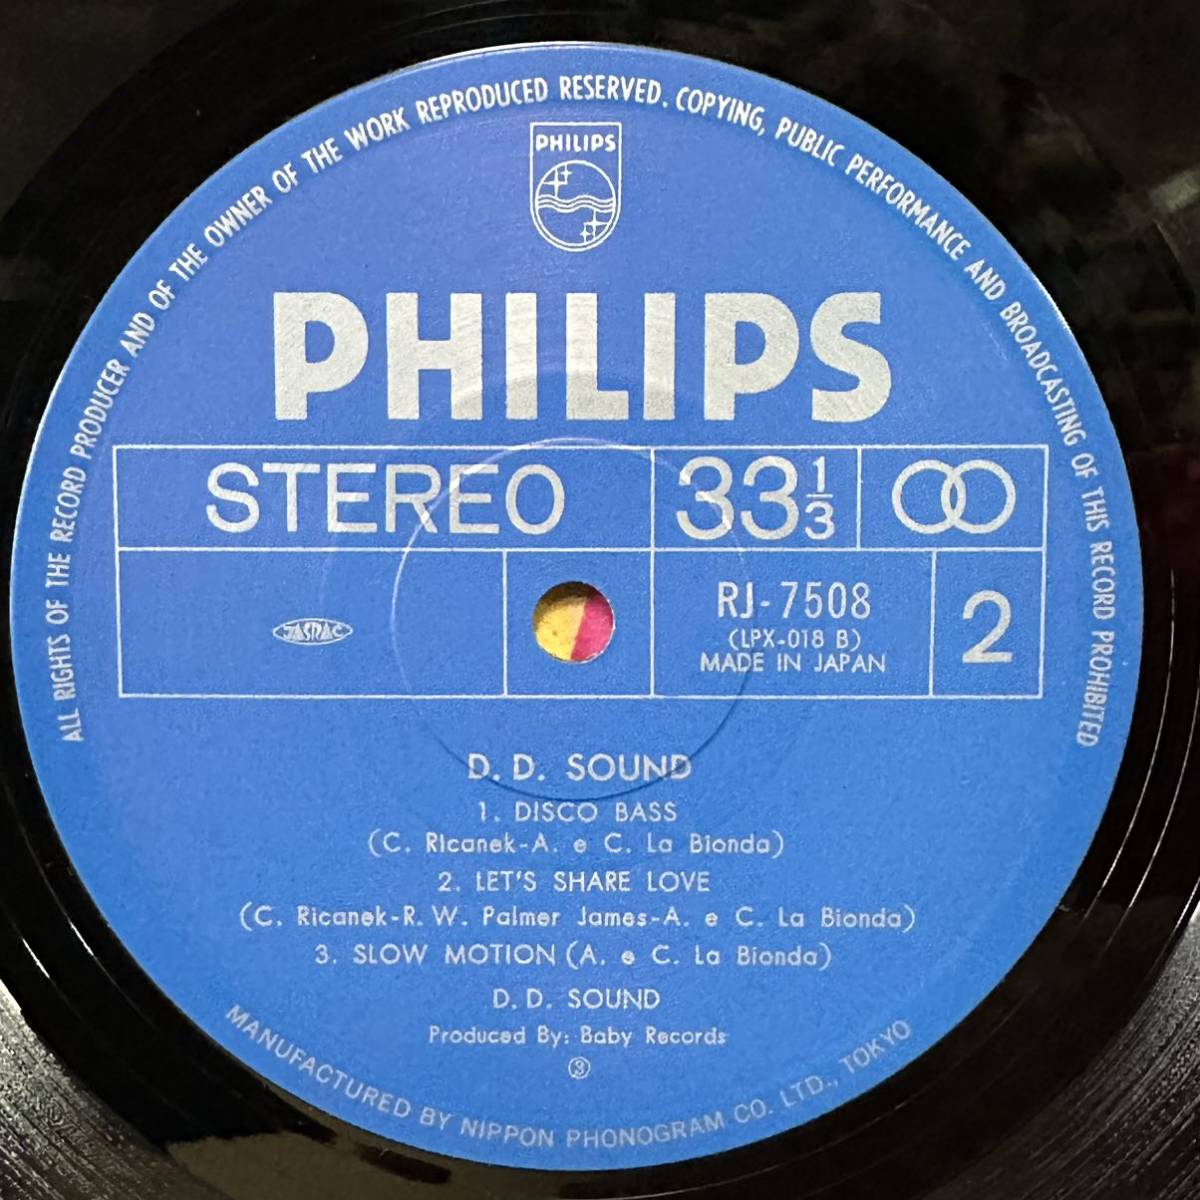 ALL RIGHTS OF THE RECORD PRODUCER AND OF THE OWNER OF THE WORK REPRODUCED RESERVED. COPYING, PUBLIC PERFORMANCE AND BROADCASTING OF THIS RECORD PROHIBITED
PHILIPS
PHILIPS
STEREO 33 1/3
JASRAC
RJ-7508
(LPX-018 B)
MADE IN JAPAN
2
D. D. SOUND
1. DISCO BASS
(C. Ricanek-A. e C. La Bionda)
2. LET'S SHARE LOVE
(C. Ricanek-R. W. Palmer James-A. e C. La Bionda)
3. SLOW MOTION (A. e C. La Bionda)
D. D. SOUND
Produced By: Baby Records
③
MANUFACTURED BY NIPPON PHONOGRAM CO. LTD., TOKYO